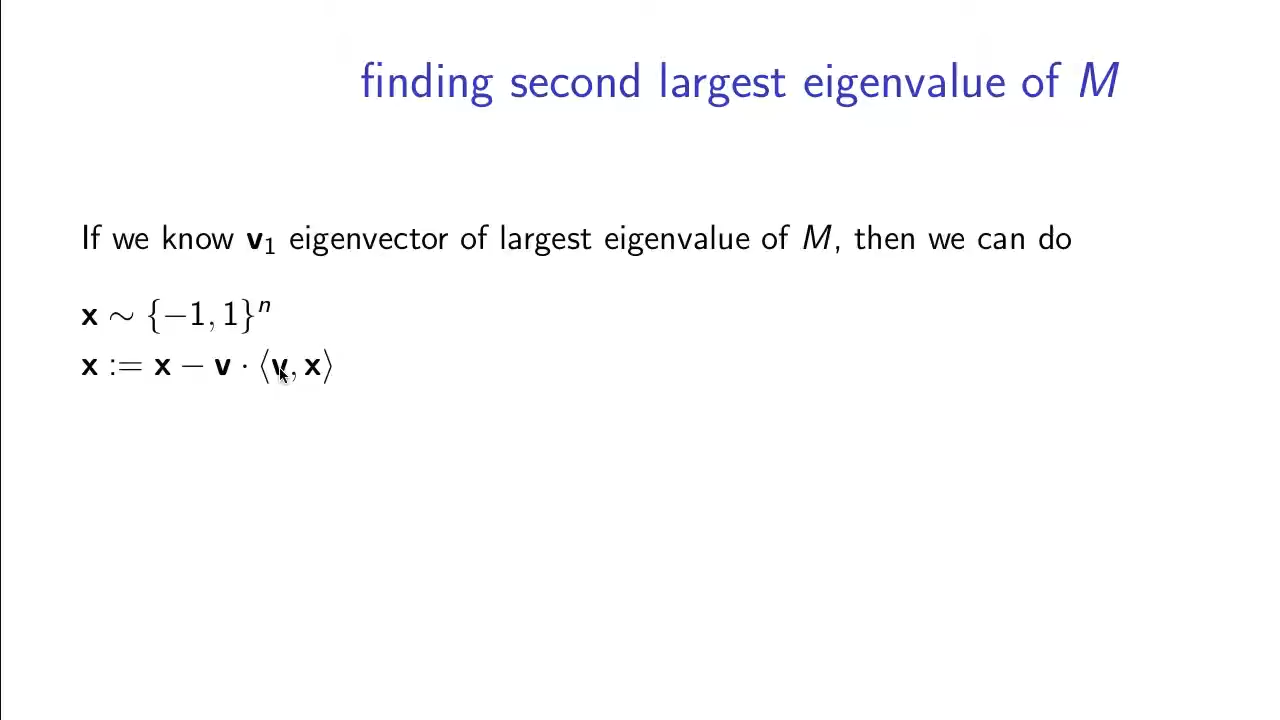 finding second largest eigenvalue of M
If we know v₁ eigenvector of largest eigenvalue of M, then we can do
x ∼ {−1, 1}ⁿ
x := x − v · ⟨v, x⟩